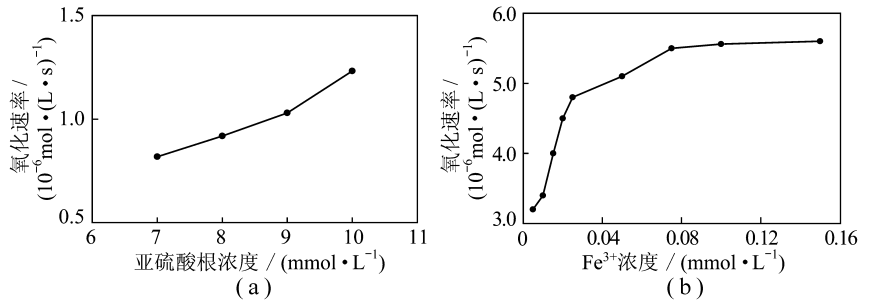 氧化速率 /
(10⁻⁶mol·(L·s)⁻¹)
1.5
1.0
0.5
6 7 8 9 10 11
亚硫酸根浓度 / (mmol·L⁻¹)
(a)
氧化速率 /
(10⁻⁶mol·(L·s)⁻¹)
6.0
5.0
4.0
3.0
0 0.04 0.08 0.12 0.16
Fe³⁺浓度 / (mmol·L⁻¹)
(b)